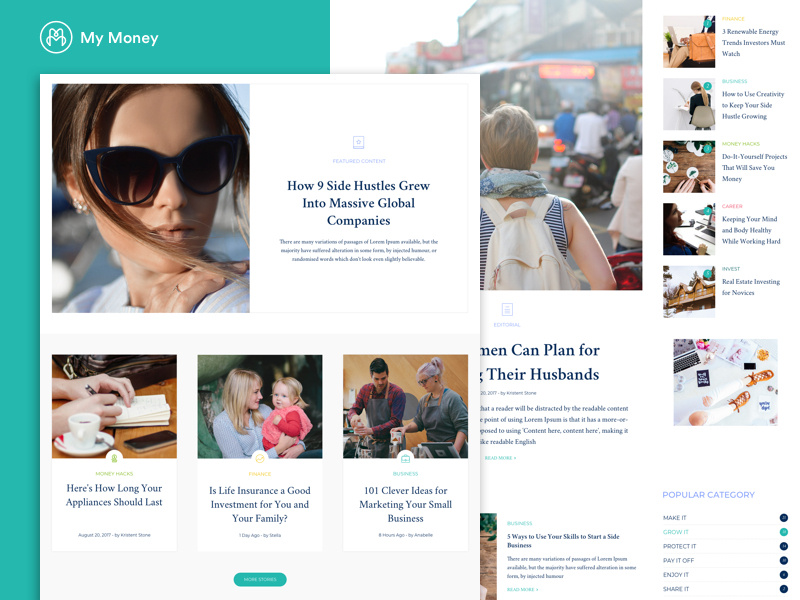 My Money
FEATURED CONTENT
How 9 Side Hustles Grew
Into Massive Global
Companies
There are many variations of passages of Lorem Ipsum available, but the
majority have suffered alteration in some form, by injected humour, or
randomised words which don't look even slightly believable.
MONEY HACKS
Here's How Long Your
Appliances Should Last
August 20, 2017 - by Kristent Stone
FINANCE
Is Life Insurance a Good
Investment for You and
Your Family?
1 Day Ago - by Stella
BUSINESS
101 Clever Ideas for
Marketing Your Small
Business
8 Hours Ago - by Anabelle
MORE STORIES
EDITORIAL
men Can Plan for
g Their Husbands
20, 2017 - by Kristent Stone
that a reader will be distracted by the readable content
e point of using Lorem Ipsum is that it has a more-or-
pposed to using 'Content here, content here', making it
like readable English
READ MORE >
BUSINESS
5 Ways to Use Your Skills to Start a Side
Business
There are many variations of passages of Lorem Ipsum
available, but the majority have suffered alteration in some
form, by injected humour
READ MORE >
FINANCE
3 Renewable Energy
Trends Investors Must
Watch
BUSINESS
How to Use Creativity
to Keep Your Side
Hustle Growing
MONEY HACKS
Do-It-Yourself Projects
That Will Save You
Money
CAREER
Keeping Your Mind
and Body Healthy
While Working Hard
INVEST
Real Estate Investing
for Novices
POPULAR CATEGORY
MAKE IT
GROW IT
PROTECT IT
PAY IT OFF
ENJOY IT
SHARE IT